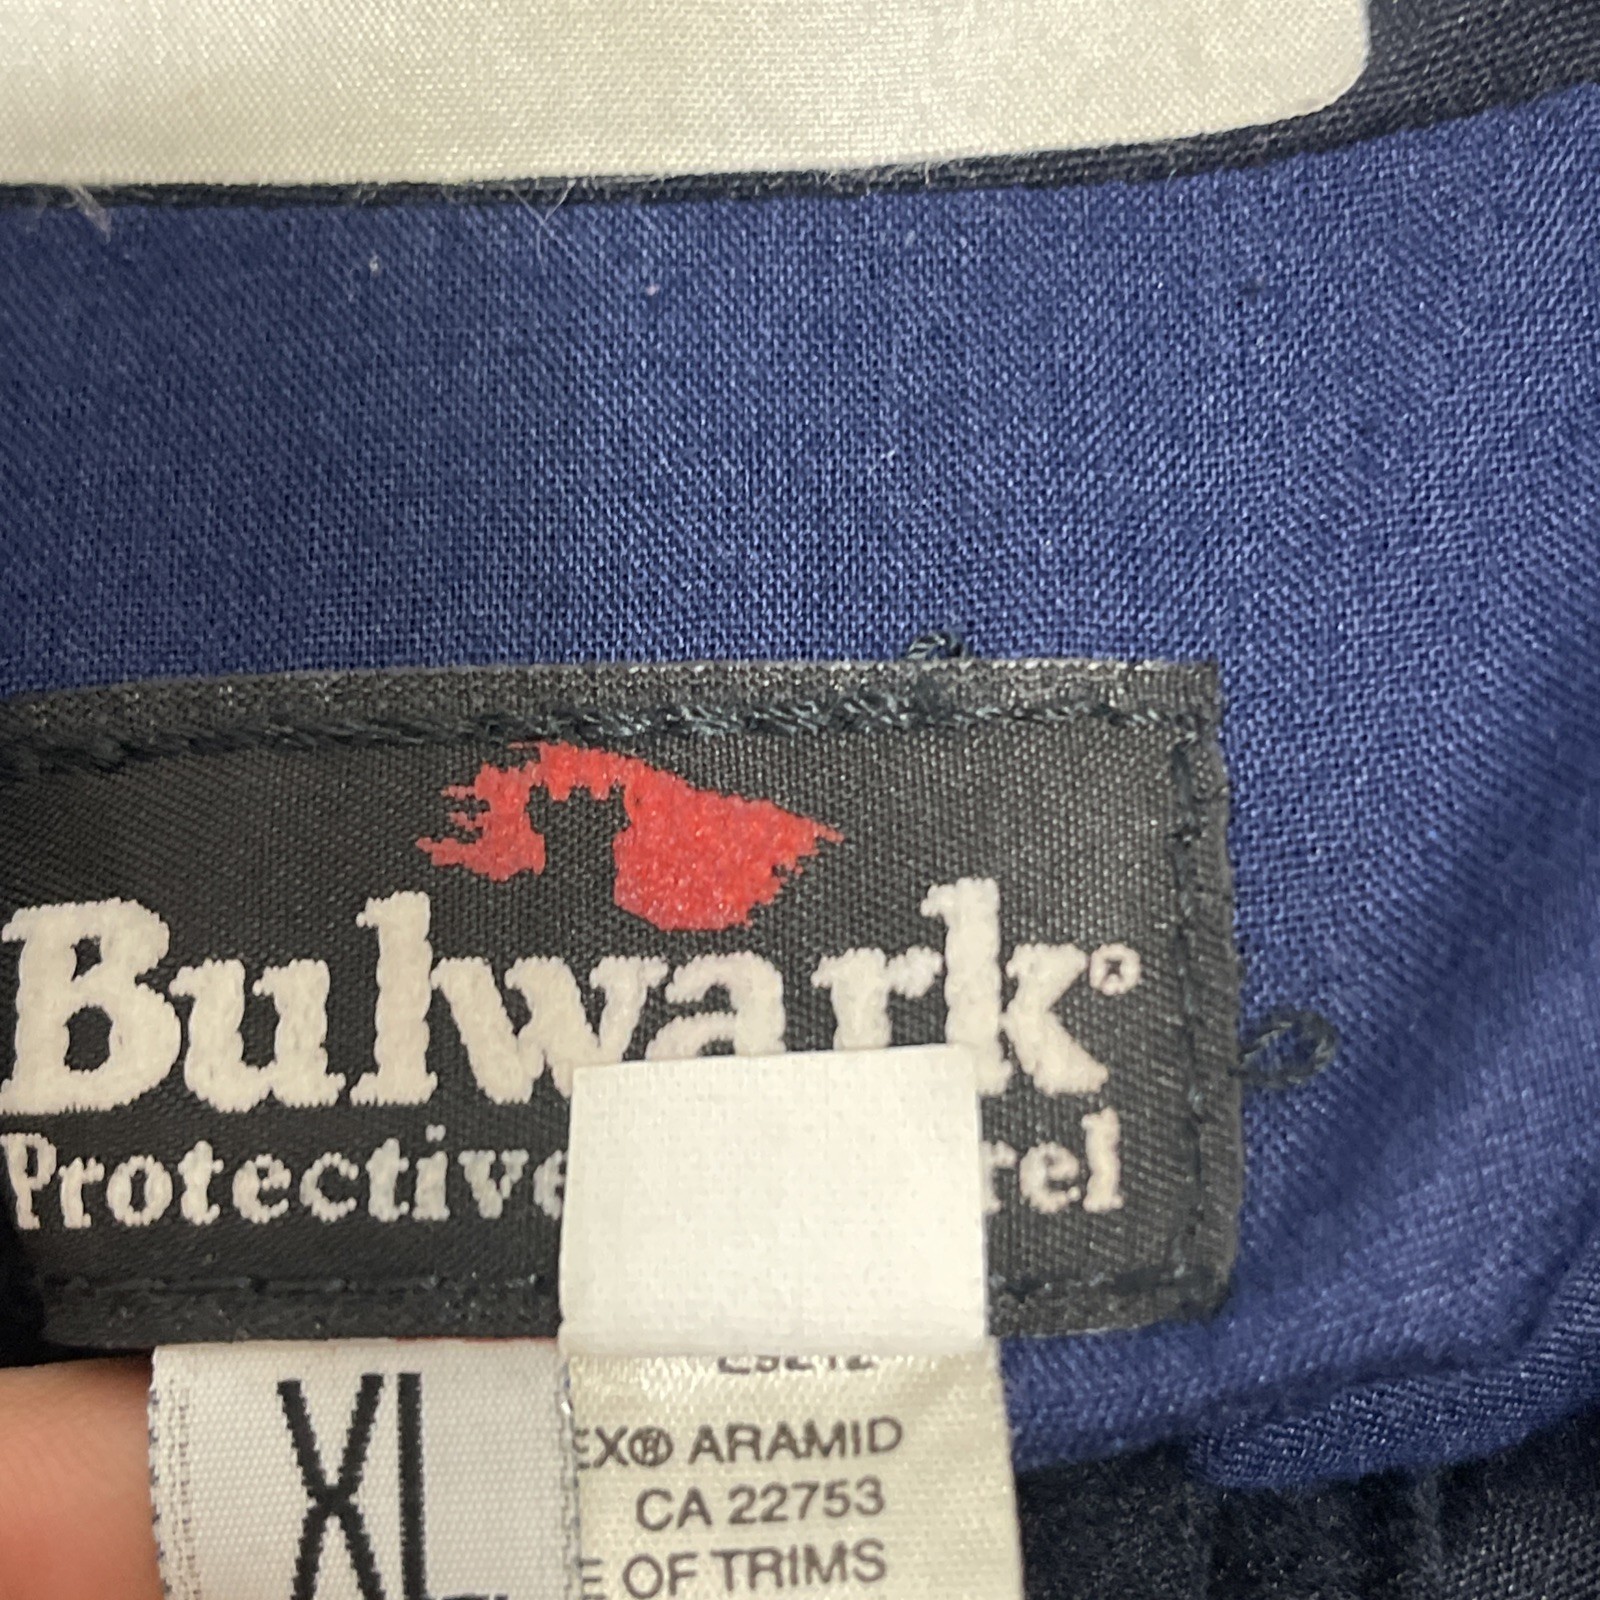 Bulwark®
Protective
rel
XL
EX® ARAMID
CA 22753
E OF TRIMS